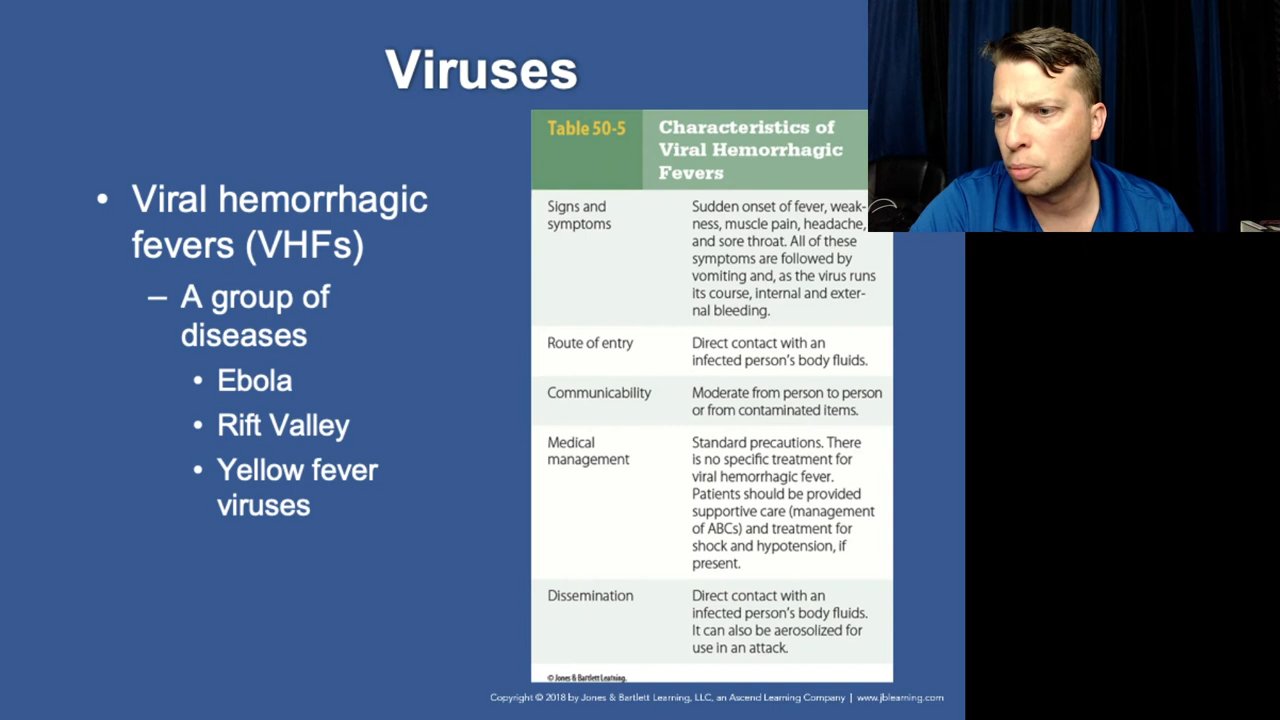 Viruses
• Viral hemorrhagic
fevers (VHFs)
– A group of
diseases
• Ebola
• Rift Valley
• Yellow fever
viruses
Table 50-5
Characteristics of
Viral Hemorrhagic
Fevers
Signs and
symptoms
Sudden onset of fever, weak-
ness, muscle pain, headache,
and sore throat. All of these
symptoms are followed by
vomiting and, as the virus runs
its course, internal and exter-
nal bleeding.
Route of entry
Direct contact with an
infected person's body fluids.
Communicability
Moderate from person to person
or from contaminated items.
Medical
management
Standard precautions. There
is no specific treatment for
viral hemorrhagic fever.
Patients should be provided
supportive care (management
of ABCs) and treatment for
shock and hypotension, if
present.
Dissemination
Direct contact with an
infected person's body fluids.
It can also be aerosolized for
use in an attack.
© Jones & Bartlett Learning.
Copyright © 2018 by Jones & Bartlett Learning, LLC, an Ascend Learning Company | www.jblearning.com